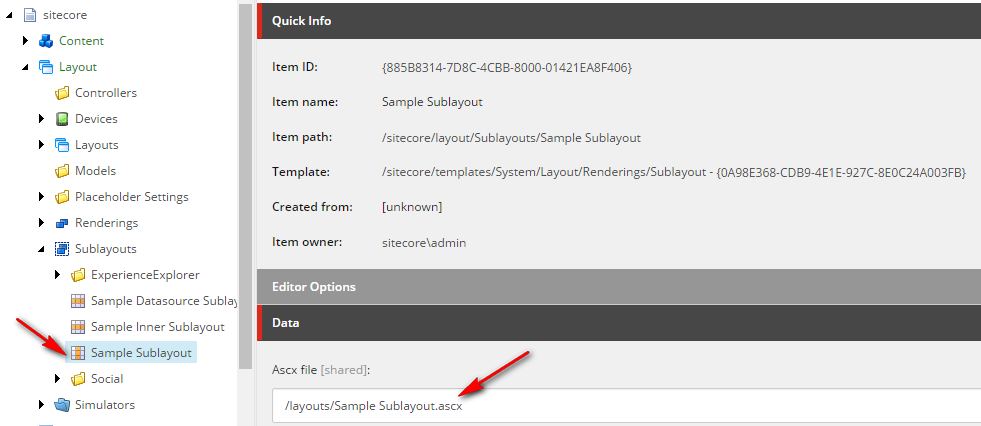 sitecore
Content
Layout
Controllers
Devices
Layouts
Models
Placeholder Settings
Renderings
Sublayouts
ExperienceExplorer
Sample Datasource Subla
Sample Inner Sublayout
Sample Sublayout
Social
Simulators
Quick Info
Item ID: {885B8314-7D8C-4CBB-8000-01421EA8F406}
Item name: Sample Sublayout
Item path: /sitecore/layout/Sublayouts/Sample Sublayout
Template: /sitecore/templates/System/Layout/Renderings/Sublayout - {0A98E368-CDB9-4E1E-927C-8E0C24A003FB}
Created from: [unknown]
Item owner: sitecore\admin
Editor Options
Data
Ascx file [shared]:
/layouts/Sample Sublayout.ascx